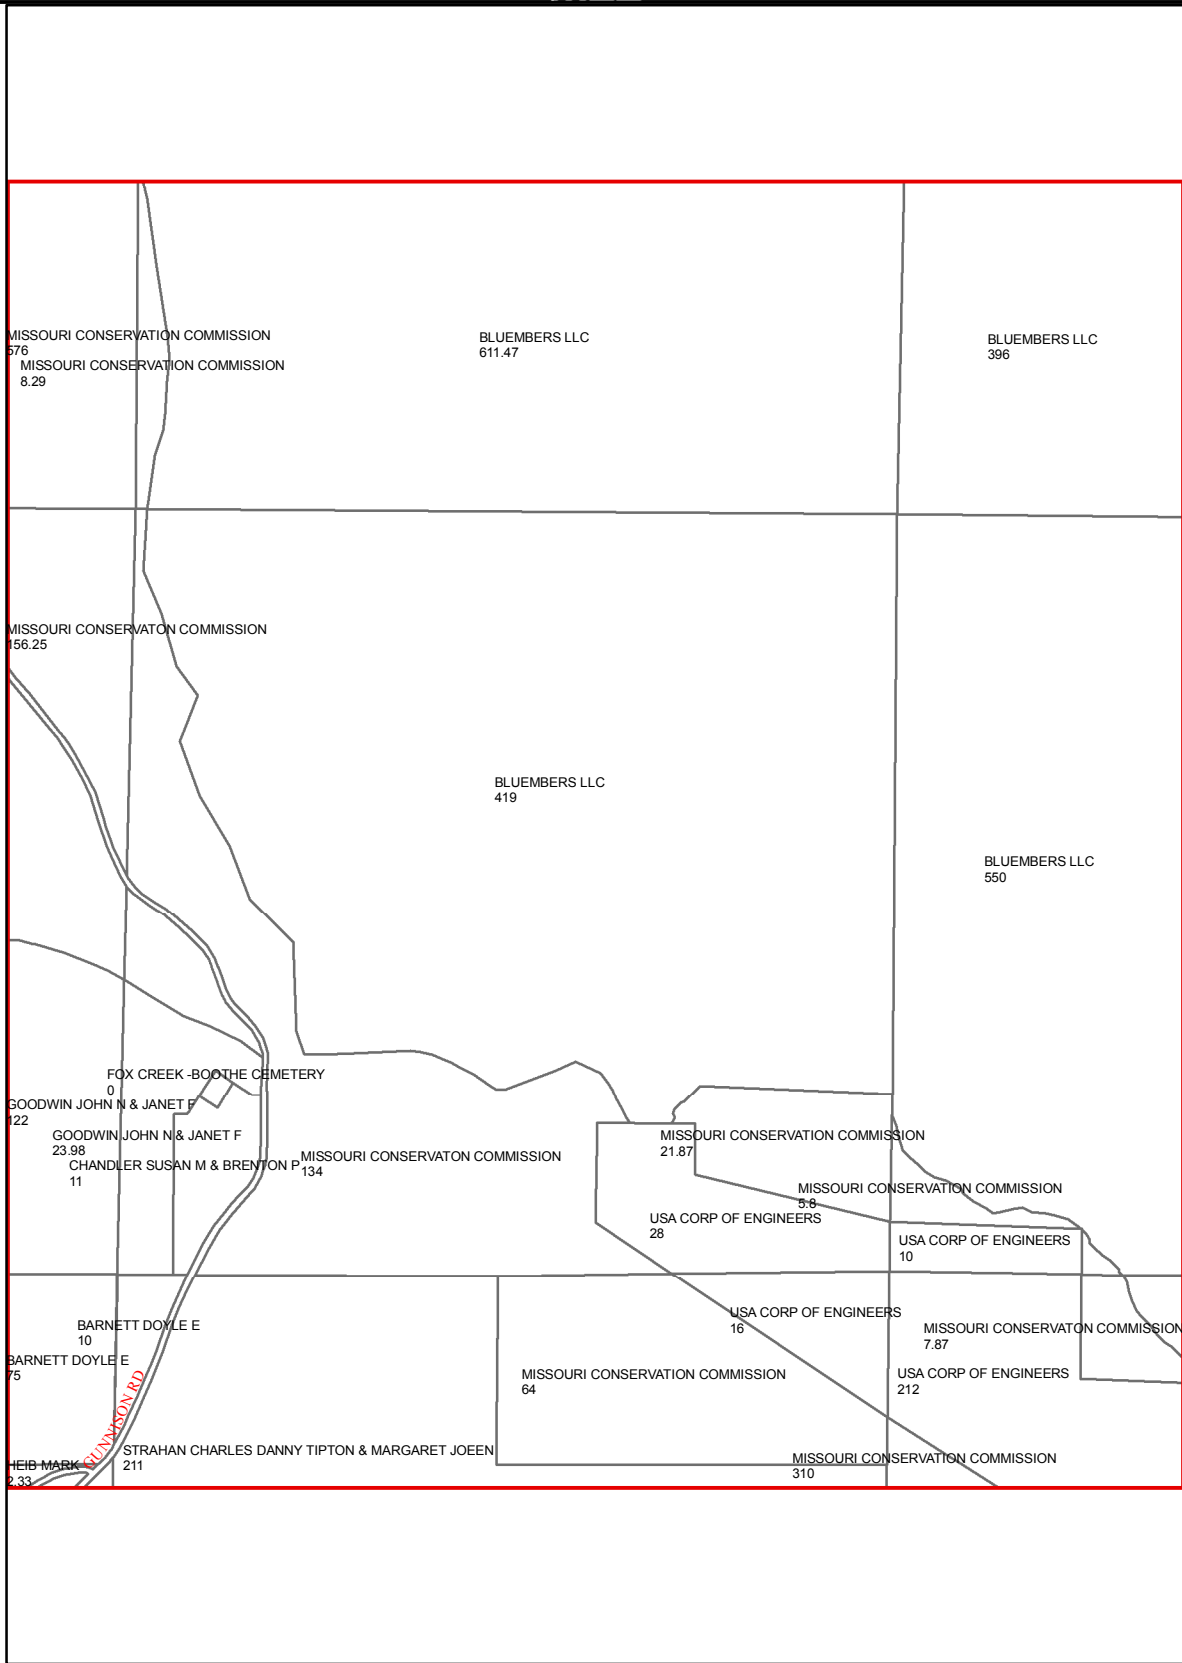 MISSOURI CONSERVATION COMMISSION
576
MISSOURI CONSERVATION COMMISSION
8.29
BLUEMBERS LLC
611.47
BLUEMBERS LLC
396
MISSOURI CONSERVATON COMMISSION
156.25
BLUEMBERS LLC
419
BLUEMBERS LLC
550
FOX CREEK -BOOTHE CEMETERY
0
GOODWIN JOHN N & JANET F
122
GOODWIN JOHN N & JANET F
23.98
CHANDLER SUSAN M & BRENTON P
11
MISSOURI CONSERVATON COMMISSION
134
MISSOURI CONSERVATION COMMISSION
21.87
MISSOURI CONSERVATION COMMISSION
5.8
USA CORP OF ENGINEERS
28
USA CORP OF ENGINEERS
10
BARNETT DOYLE E
10
BARNETT DOYLE E
75
USA CORP OF ENGINEERS
16
MISSOURI CONSERVATON COMMISSION
7.87
MISSOURI CONSERVATION COMMISSION
64
USA CORP OF ENGINEERS
212
GUNNISON RD
STRAHAN CHARLES DANNY TIPTON & MARGARET JOEEN
211
HEIB MARK
2.33
MISSOURI CONSERVATION COMMISSION
310